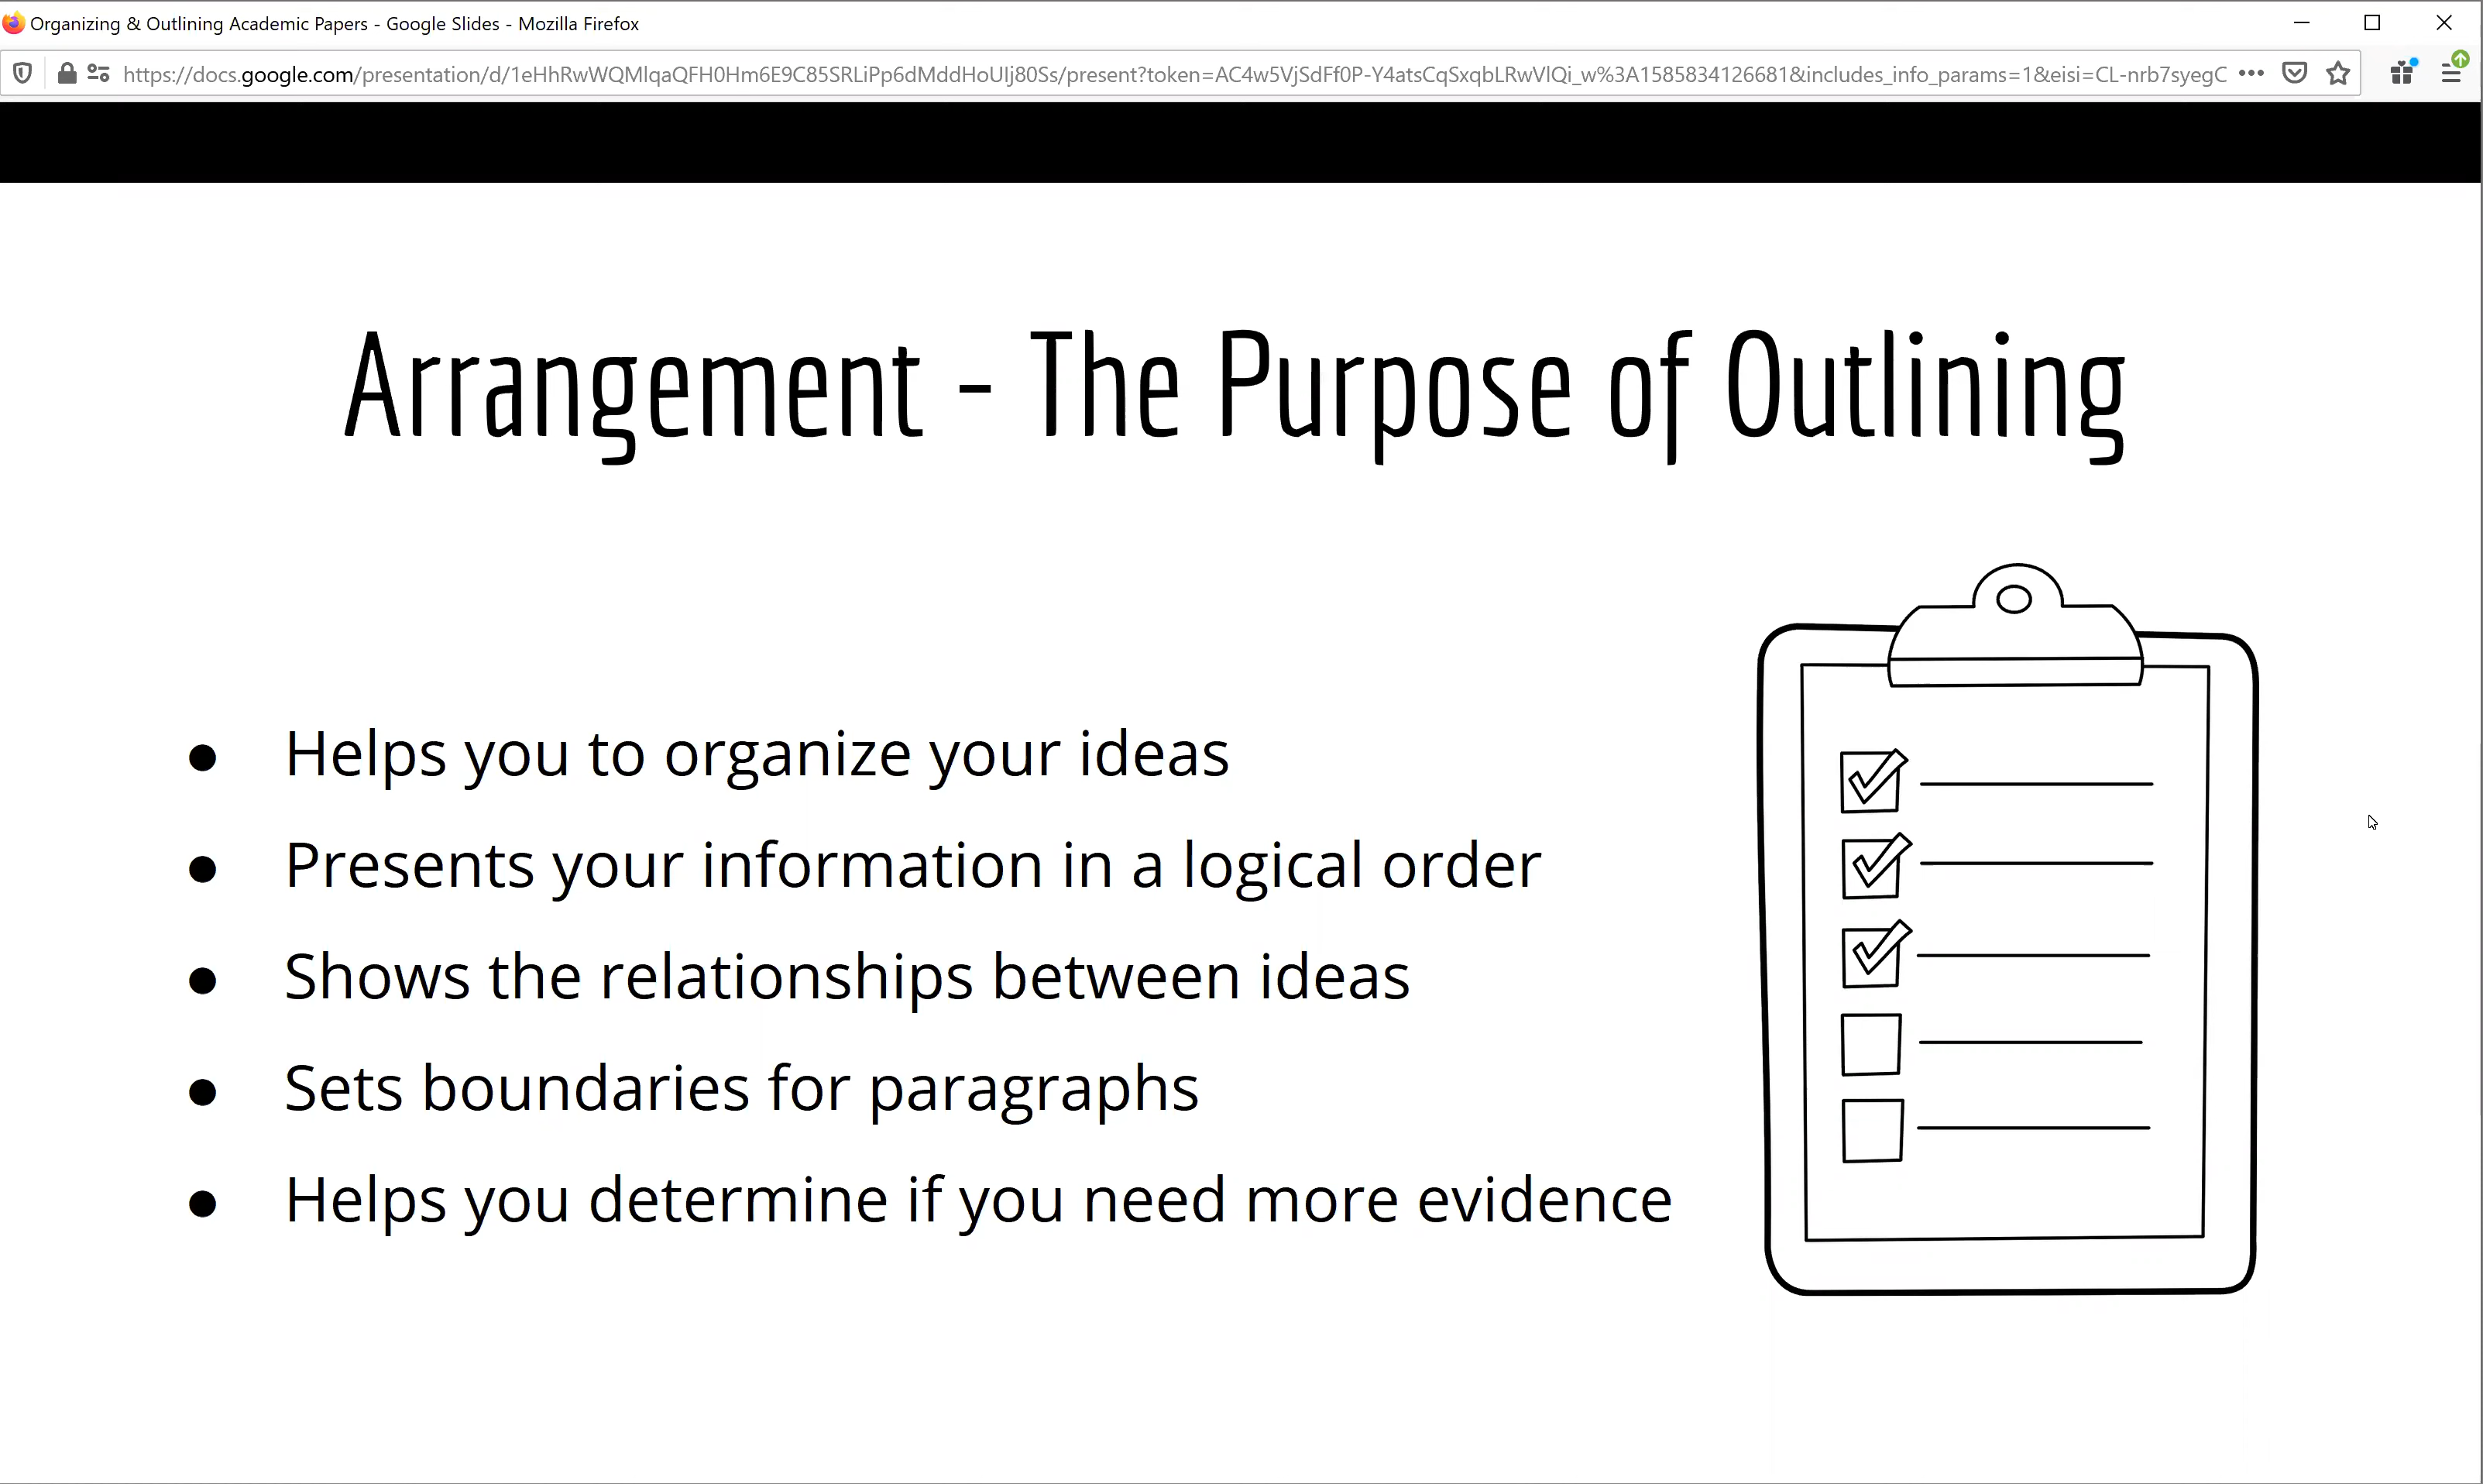 Organizing & Outlining Academic Papers - Google Slides - Mozilla Firefox
https://docs.google.com/presentation/d/1eHhRwWQMlqaQFH0Hm6E9C85SRLiPp6dMddHoUlj80Ss/present?token=AC4w5VjSdFf0P-Y4atsCqSxqbLRwVlQi_w%3A1585834126681&includes_info_params=1&eisi=CL-nrb7syegC
Arrangement - The Purpose of Outlining
● Helps you to organize your ideas
● Presents your information in a logical order
● Shows the relationships between ideas
● Sets boundaries for paragraphs
● Helps you determine if you need more evidence